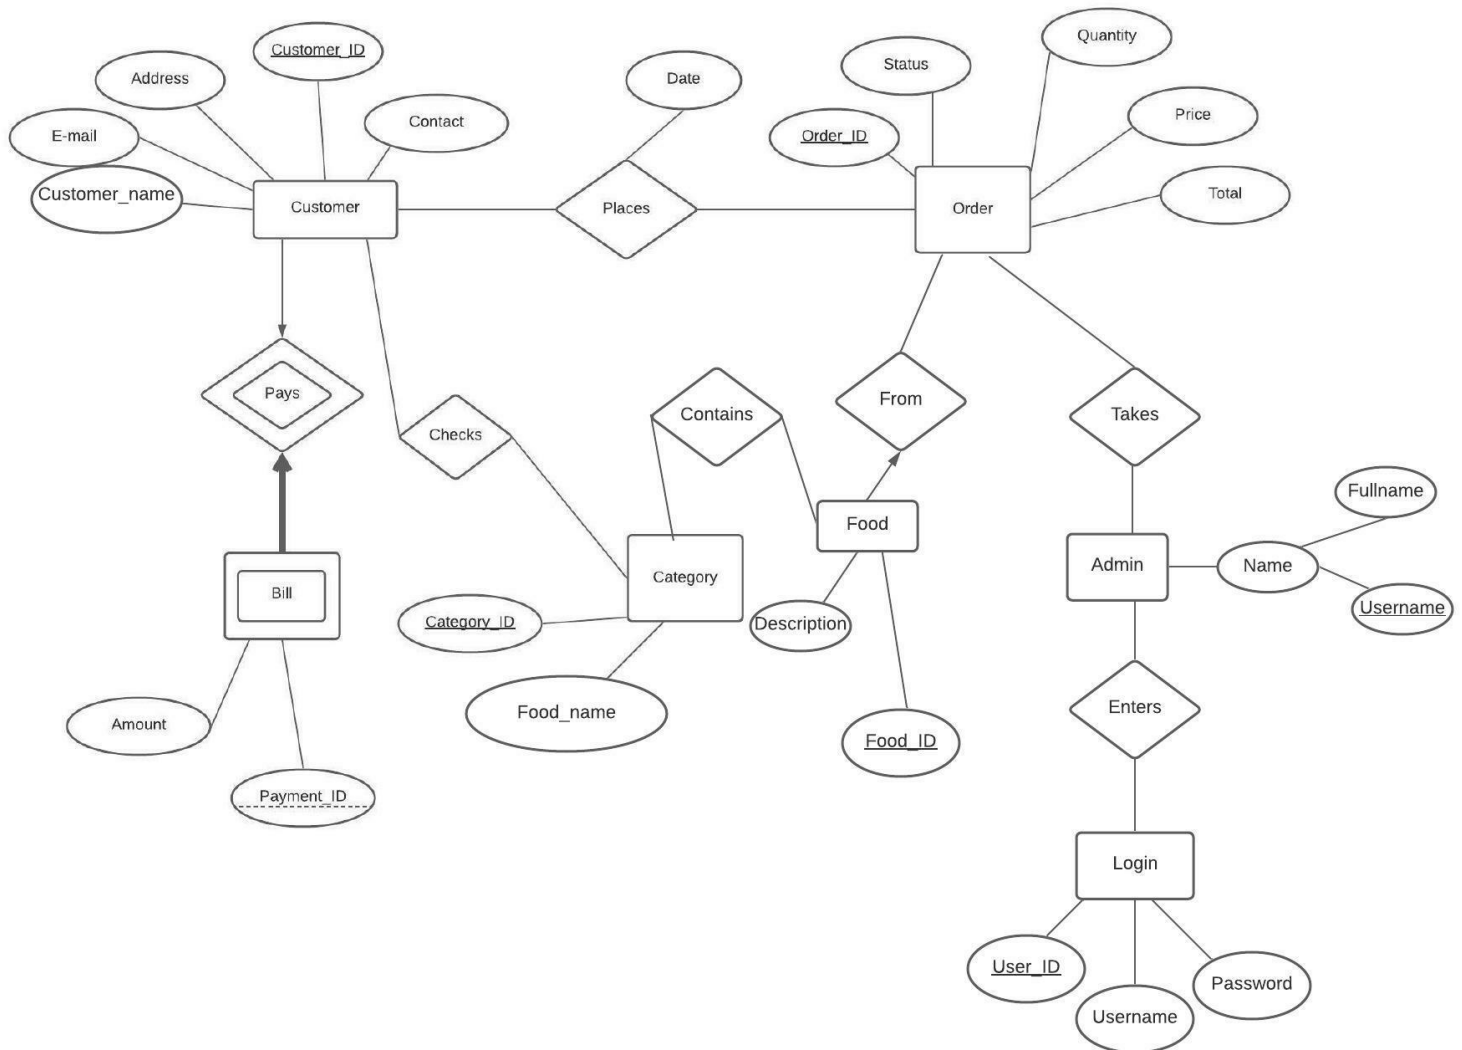 Customer_ID
Quantity
Address
Date
Status
Contact
Price
E-mail
Order_ID
Customer_name
Total
Customer
Places
Order
Pays
Checks
Contains
From
Takes
Fullname
Food
Admin
Name
Bill
Category
Username
Category_ID
Description
Food_name
Enters
Amount
Food_ID
Payment_ID
Login
User_ID
Password
Username